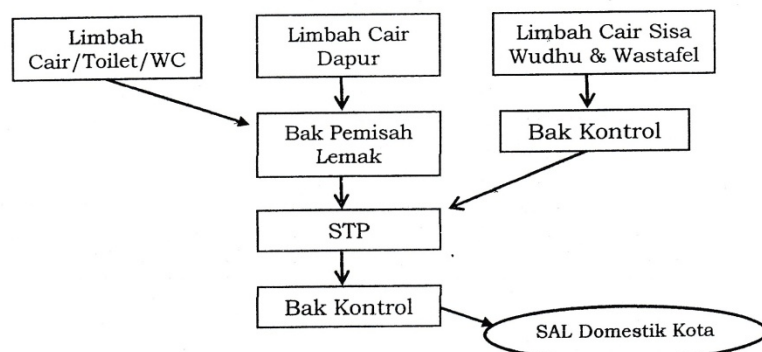 Limbah
Cair/Toilet/WC
Limbah Cair
Dapur
Limbah Cair Sisa
Wudhu & Wastafel
Bak Pemisah
Lemak
Bak Kontrol
STP
Bak Kontrol
SAL Domestik Kota